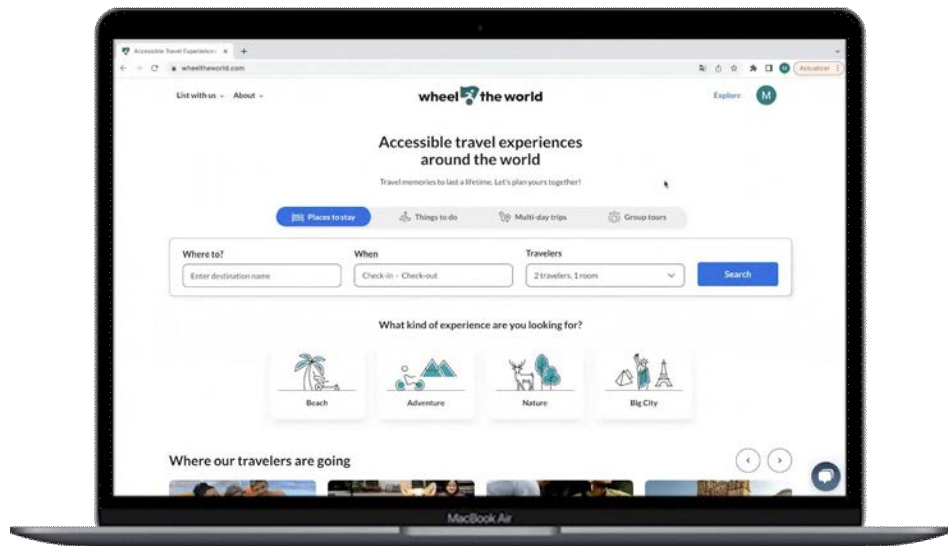 Accessible Travel Experiences
wheeltheworld.com
Actualizar
List with us
About
wheel the world
Explore
M
Accessible travel experiences
around the world
Travel memories to last a lifetime. Let's plan yours together!
Places to stay
Things to do
Multi-day trips
Group tours
Where to?
When
Travelers
Enter destination name
Check-in - Check-out
2 travelers, 1 room
Search
What kind of experience are you looking for?
Beach
Adventure
Nature
Big City
Where our travelers are going
MacBook Air